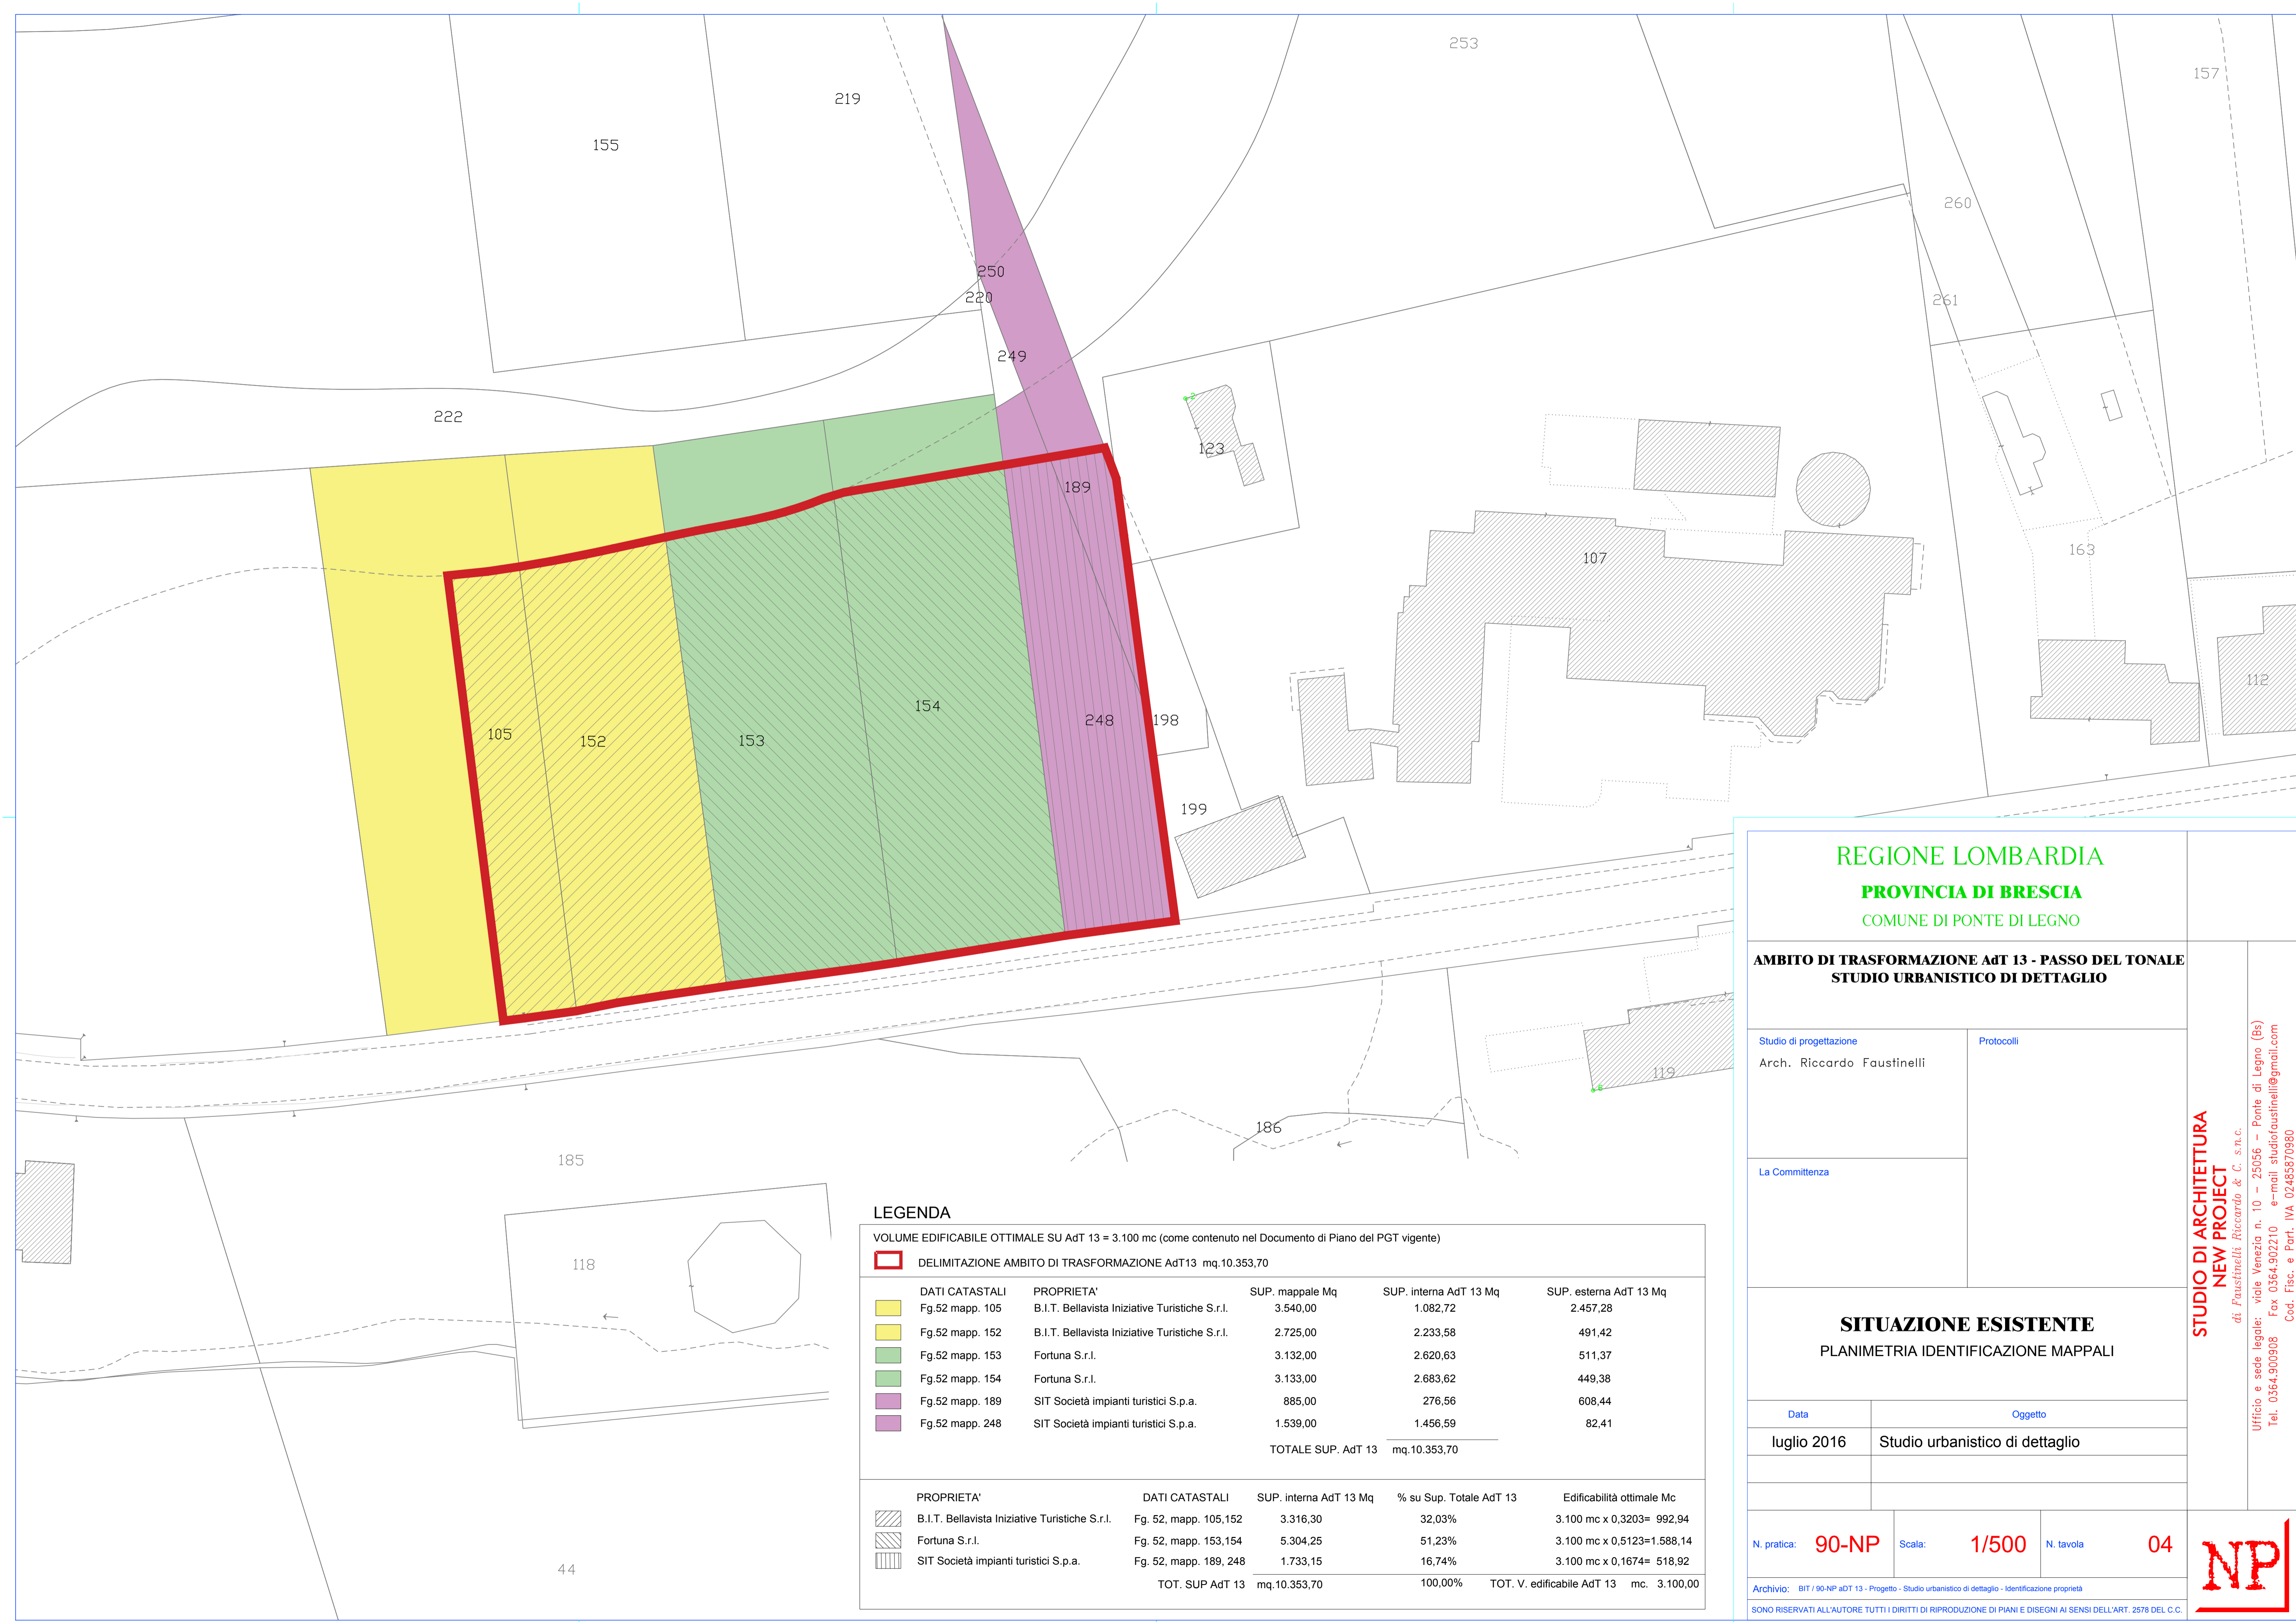 253
157
219
155
260
250
220
261
249
222
2
123
189
107
163
154
105
152
153
248
198
112
199
119
6
186
185
118
44
LEGENDA
VOLUME EDIFICABILE OTTIMALE SU AdT 13 = 3.100 mc (come contenuto nel Documento di Piano del PGT vigente)
DELIMITAZIONE AMBITO DI TRASFORMAZIONE AdT13 mq.10.353,70
DATI CATASTALI PROPRIETA' SUP. mappale Mq SUP. interna AdT 13 Mq SUP. esterna AdT 13 Mq
Fg.52 mapp. 105 B.I.T. Bellavista Iniziative Turistiche S.r.l. 3.540,00 1.082,72 2.457,28
Fg.52 mapp. 152 B.I.T. Bellavista Iniziative Turistiche S.r.l. 2.725,00 2.233,58 491,42
Fg.52 mapp. 153 Fortuna S.r.l. 3.132,00 2.620,63 511,37
Fg.52 mapp. 154 Fortuna S.r.l. 3.133,00 2.683,62 449,38
Fg.52 mapp. 189 SIT Società impianti turistici S.p.a. 885,00 276,56 608,44
Fg.52 mapp. 248 SIT Società impianti turistici S.p.a. 1.539,00 1.456,59 82,41
TOTALE SUP. AdT 13 mq.10.353,70
PROPRIETA' DATI CATASTALI SUP. interna AdT 13 Mq % su Sup. Totale AdT 13 Edificabilità ottimale Mc
B.I.T. Bellavista Iniziative Turistiche S.r.l. Fg. 52, mapp. 105,152 3.316,30 32,03% 3.100 mc x 0,3203= 992,94
Fortuna S.r.l. Fg. 52, mapp. 153,154 5.304,25 51,23% 3.100 mc x 0,5123=1.588,14
SIT Società impianti turistici S.p.a. Fg. 52, mapp. 189, 248 1.733,15 16,74% 3.100 mc x 0,1674= 518,92
TOT. SUP AdT 13 mq.10.353,70 100,00% TOT. V. edificabile AdT 13 mc. 3.100,00
REGIONE LOMBARDIA
PROVINCIA DI BRESCIA
COMUNE DI PONTE DI LEGNO
AMBITO DI TRASFORMAZIONE AdT 13 - PASSO DEL TONALE
STUDIO URBANISTICO DI DETTAGLIO
Studio di progettazione
Arch. Riccardo Faustinelli
Protocolli
La Committenza
SITUAZIONE ESISTENTE
PLANIMETRIA IDENTIFICAZIONE MAPPALI
Data Oggetto
luglio 2016 Studio urbanistico di dettaglio
N. pratica: 90-NP Scala: 1/500 N. tavola 04
Archivio: BIT / 90-NP aDT 13 - Progetto - Studio urbanistico di dettaglio - Identificazione proprietà
SONO RISERVATI ALL'AUTORE TUTTI I DIRITTI DI RIPRODUZIONE DI PIANI E DISEGNI AI SENSI DELL'ART. 2578 DEL C.C.
STUDIO DI ARCHITETTURA
NEW PROJECT
di Faustinelli Riccardo & C. s.n.c.
Ufficio e sede legale: viale Venezia n. 10 - 25056 - Ponte di Legno (Bs)
Tel. 0364.900908 Fax 0364.902210 e-mail studiofaustinelli@gmail.com
Cod. Fisc. e Part. IVA 02485870980
NP